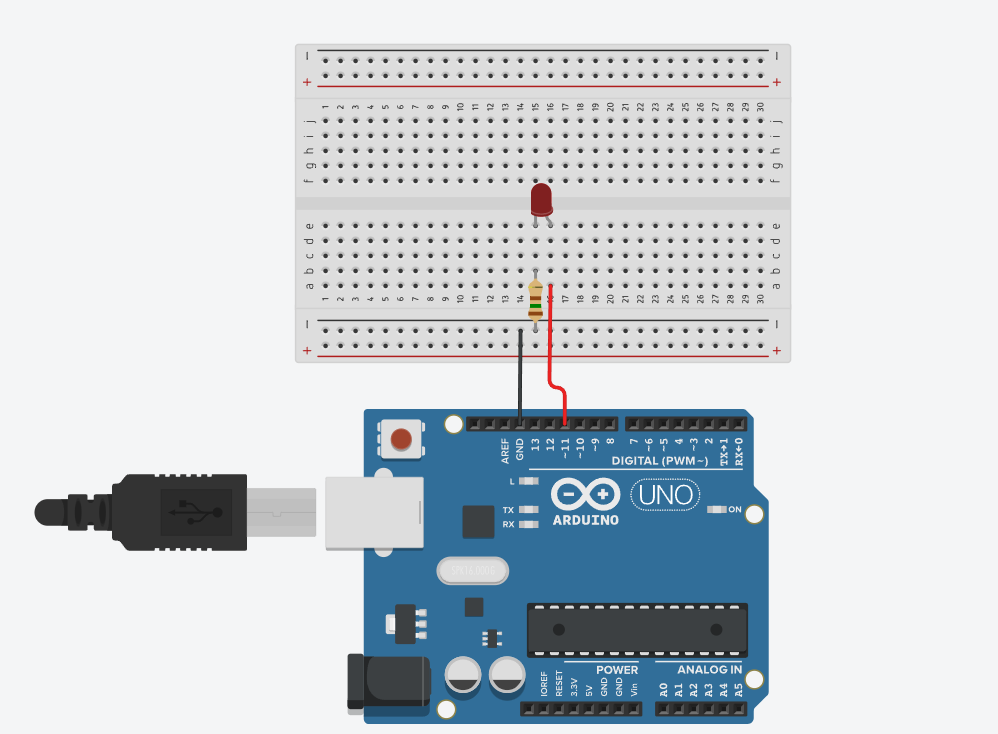 − −
+ +
1 2 3 4 5 6 7 8 9 10 11 12 13 14 15 16 17 18 19 20 21 22 23 24 25 26 27 28 29 30
j j
i i
h h
g g
f f
e e
d d
c c
b b
a a
1 2 3 4 5 6 7 8 9 10 11 12 13 14 17 18 19 20 21 22 23 24 25 26 27 28 29 30
− −
+ +
AREF GND 13 12 ~11 ~10 ~9 8 7 ~6 ~5 4 ~3 2 TX→1 RX←0
DIGITAL (PWM~)
L
TX
RX
ARDUINO
UNO
ON
POWER
ANALOG IN
IOREF RESET 3.3V 5V GND GND Vin A0 A1 A2 A3 A4 A5